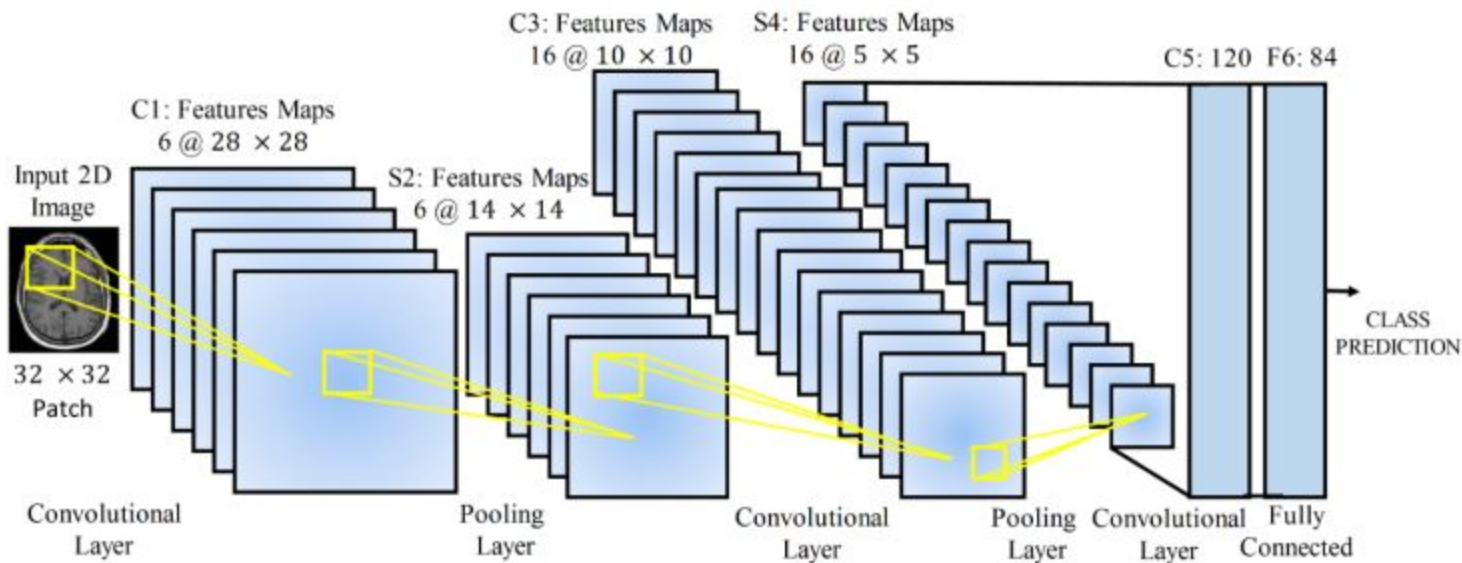 C3: Features Maps
16 @ 10 × 10
S4: Features Maps
16 @ 5 × 5
C5: 120 F6: 84
C1: Features Maps
6 @ 28 × 28
Input 2D
Image
S2: Features Maps
6 @ 14 × 14
32 × 32
Patch
CLASS
PREDICTION
Convolutional
Layer
Pooling
Layer
Convolutional
Layer
Pooling
Layer
Convolutional
Layer
Fully
Connected